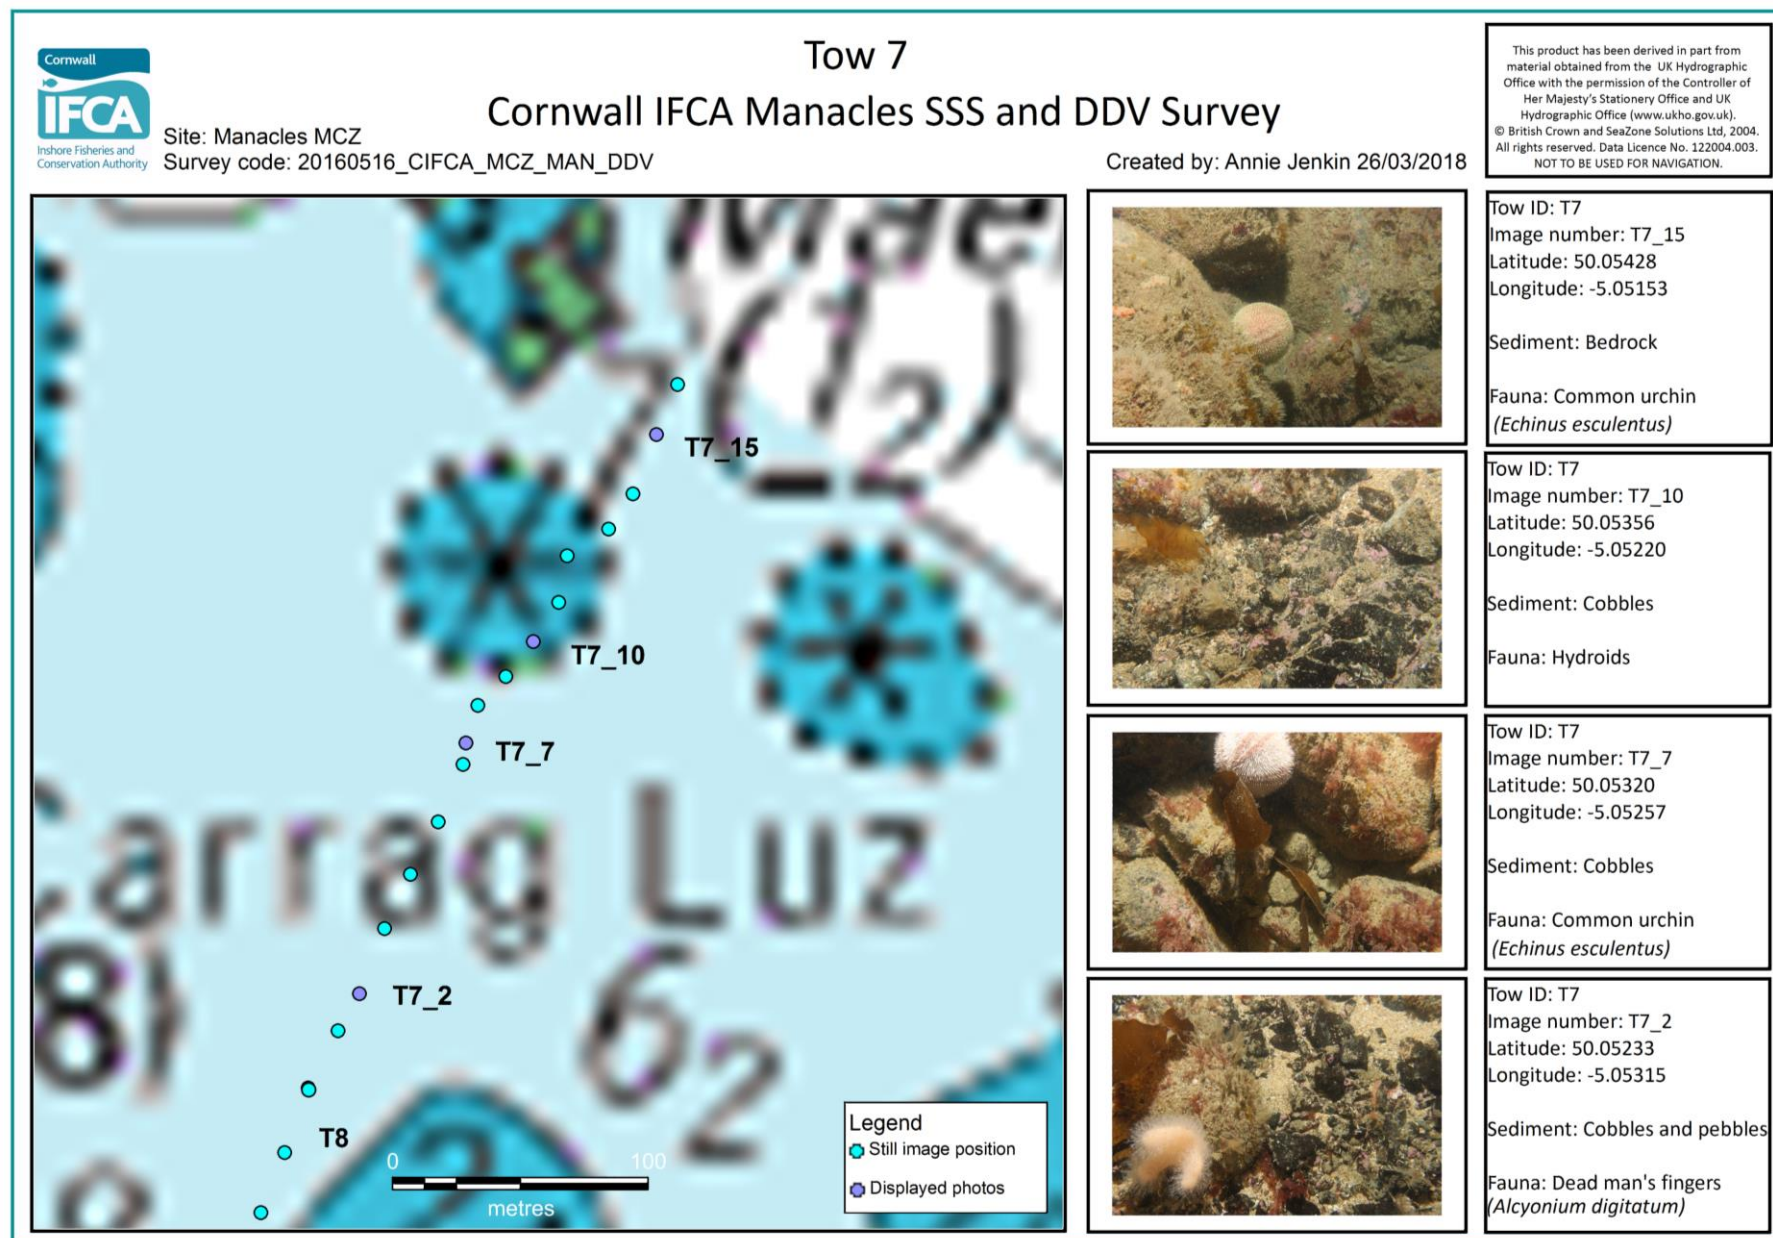 Cornwall
IFCA
Inshore Fisheries and
Conservation Authority
Tow 7
Cornwall IFCA Manacles SSS and DDV Survey
Site: Manacles MCZ
Survey code: 20160516_CIFCA_MCZ_MAN_DDV
Created by: Annie Jenkin 26/03/2018
This product has been derived in part from
material obtained from the UK Hydrographic
Office with the permission of the Controller of
Her Majesty's Stationery Office and UK
Hydrographic Office (www.ukho.gov.uk).
© British Crown and SeaZone Solutions Ltd, 2004.
All rights reserved. Data Licence No. 122004.003.
NOT TO BE USED FOR NAVIGATION.
T7_15
T7_10
T7_7
Carrag Luz
8)
6
2
T7_2
T8
0 100
metres
Legend
Still image position
Displayed photos
Tow ID: T7
Image number: T7_15
Latitude: 50.05428
Longitude: -5.05153
Sediment: Bedrock
Fauna: Common urchin
(Echinus esculentus)
Tow ID: T7
Image number: T7_10
Latitude: 50.05356
Longitude: -5.05220
Sediment: Cobbles
Fauna: Hydroids
Tow ID: T7
Image number: T7_7
Latitude: 50.05320
Longitude: -5.05257
Sediment: Cobbles
Fauna: Common urchin
(Echinus esculentus)
Tow ID: T7
Image number: T7_2
Latitude: 50.05233
Longitude: -5.05315
Sediment: Cobbles and pebbles
Fauna: Dead man's fingers
(Alcyonium digitatum)